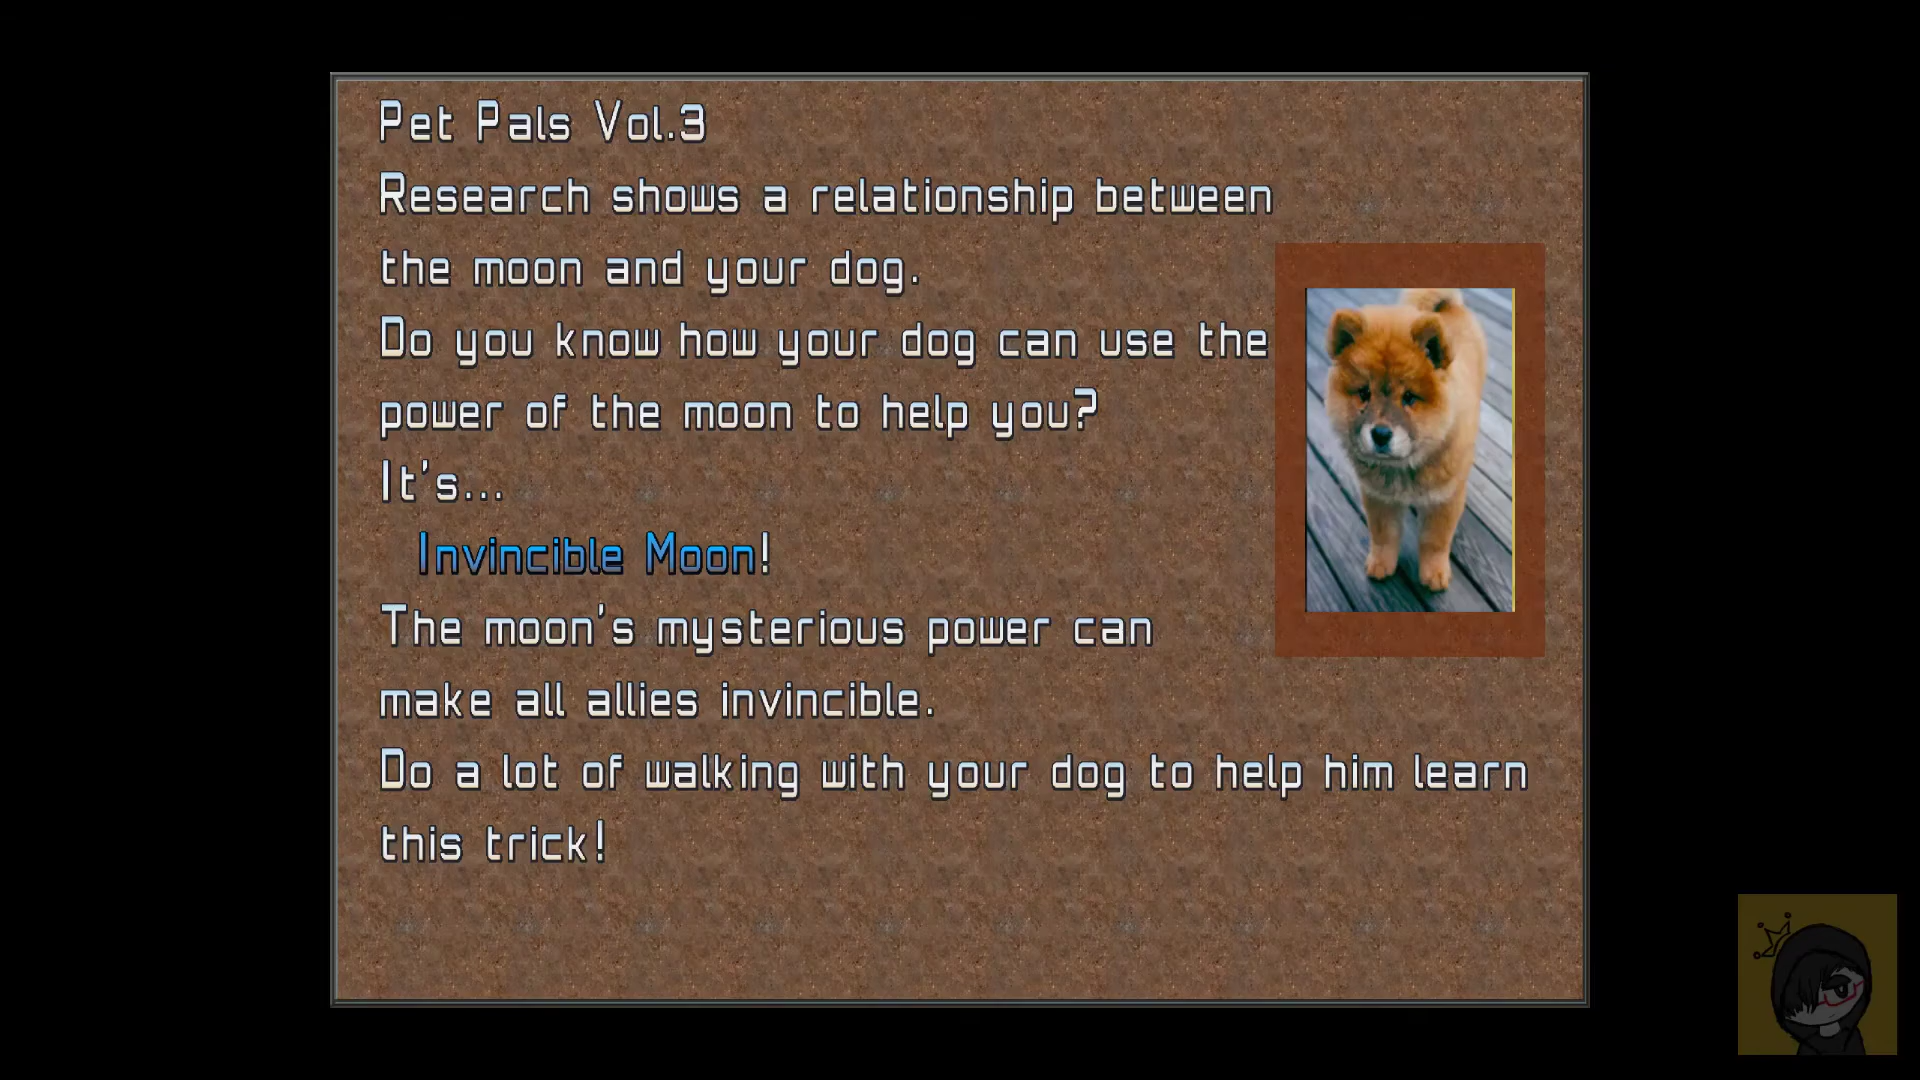 Pet Pals Vol.3
Research shows a relationship between
the moon and your dog.
Do you know how your dog can use the
power of the moon to help you?
It's...
Invincible Moon!
The moon's mysterious power can
make all allies invincible.
Do a lot of walking with your dog to help him learn
this trick!